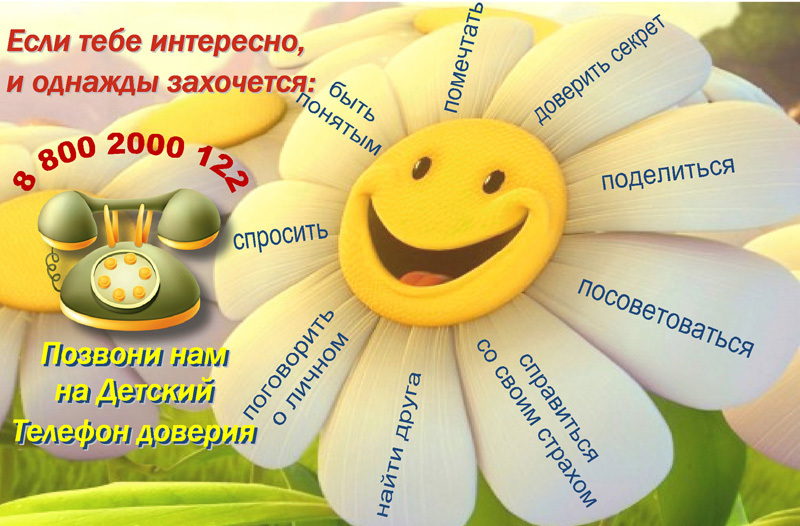 Если тебе интересно,
и однажды захочется:
8 800 2000 122
Позвони нам
на Детский
Телефон доверия
быть
понятым
помечтать
доверить секрет
поделиться
посоветоваться
справиться
со своим страхом
найти друга
поговорить
о личном
спросить